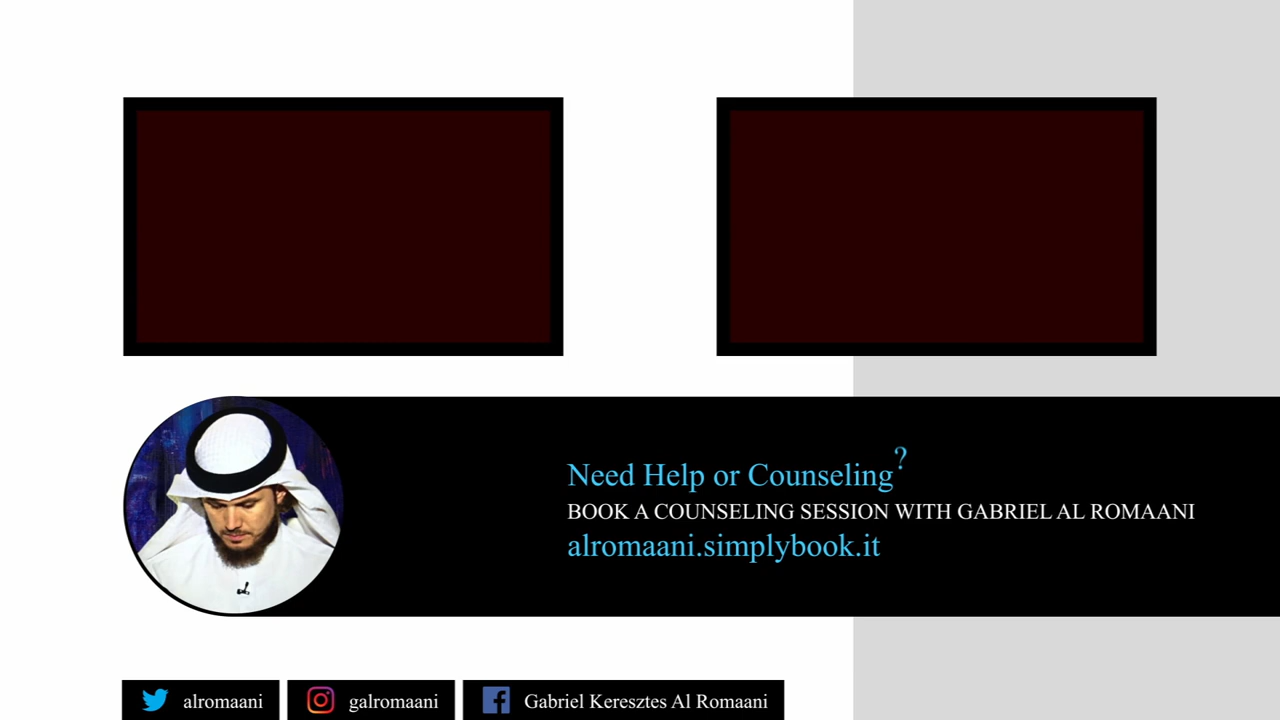 Need Help or Counseling?
BOOK A COUNSELING SESSION WITH GABRIEL AL ROMAANI
alromaani.simplybook.it
alromaani
galromaani
Gabriel Keresztes Al Romaani